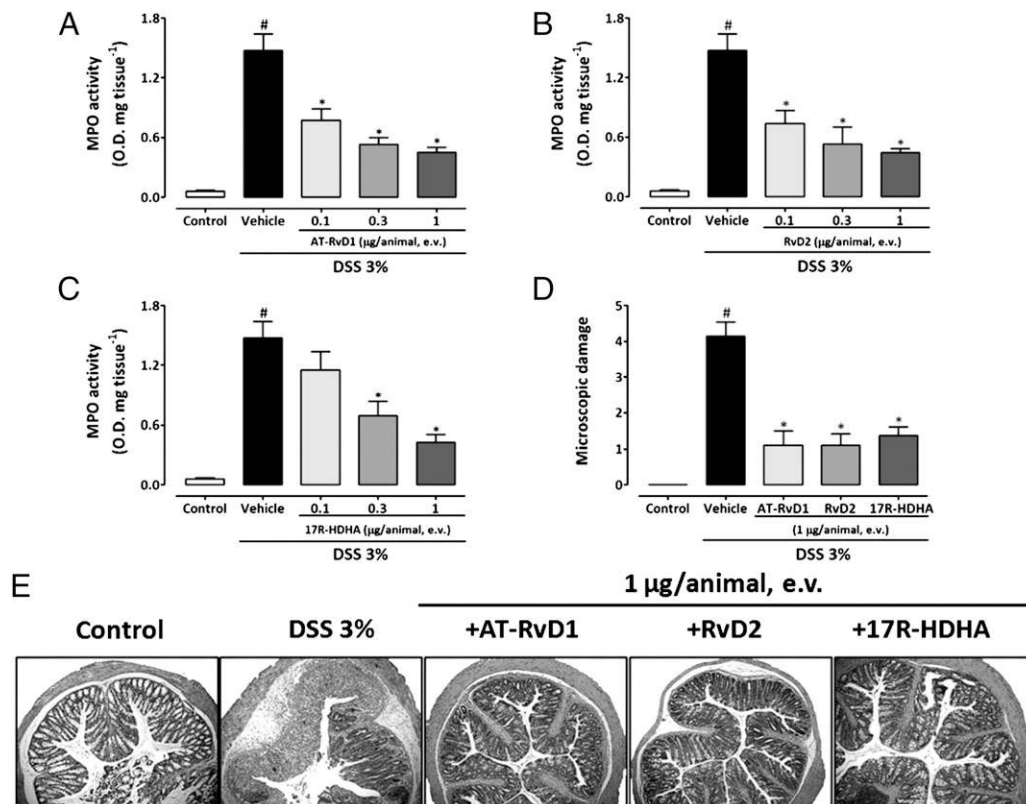 A
MPO activity
(O.D. mg tissue-1)
1.8
1.2
0.6
0.0
#
*
*
*
Control
Vehicle
0.1
0.3
1
AT-RvD1 (µg/animal, e.v.)
DSS 3%
B
MPO activity
(O.D. mg tissue-1)
1.8
1.2
0.6
0.0
#
*
*
*
Control
Vehicle
0.1
0.3
1
RvD2 (µg/animal, e.v.)
DSS 3%
C
MPO activity
(O.D. mg tissue-1)
1.8
1.2
0.6
0.0
#
*
*
Control
Vehicle
0.1
0.3
1
17R-HDHA (µg/animal, e.v.)
DSS 3%
D
Microscopic damage
5
4
3
2
1
0
#
*
*
*
Control
Vehicle
AT-RvD1
RvD2
17R-HDHA
(1 µg/animal, e.v.)
DSS 3%
E
1 µg/animal, e.v.
Control
DSS 3%
+AT-RvD1
+RvD2
+17R-HDHA